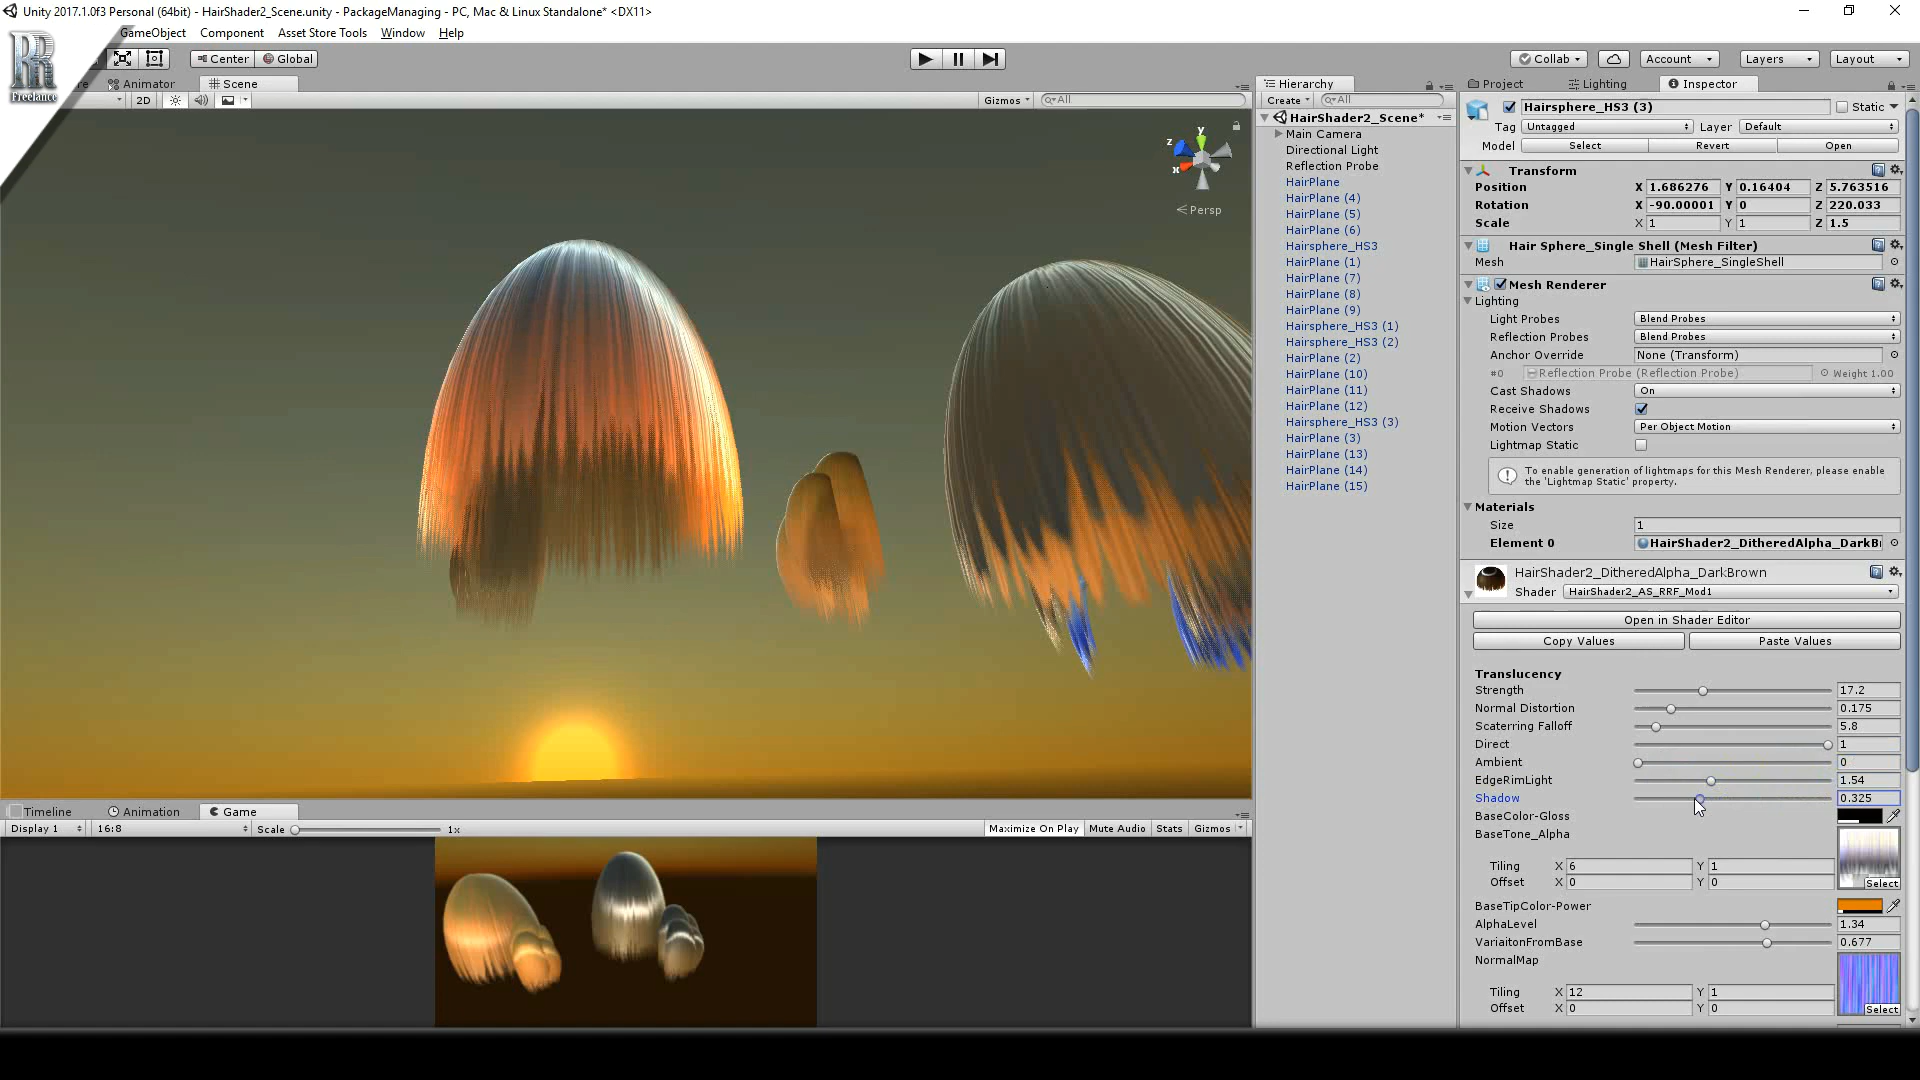 Unity 2017.1.0f3 Personal (64bit) - HairShader2_Scene.unity - PackageManaging - PC, Mac & Linux Standalone* <DX11>
GameObject Component Asset Store Tools Window Help
RR
Freelance
Center Global
Collab Account Layers Layout
Animator Scene
2D Gizmos All
y
z
x
Persp
Timeline Animation Game
Display 1 16:8 Scale 1x Maximize On Play Mute Audio Stats Gizmos
Hierarchy
Create All
HairShader2_Scene*
Main Camera
Directional Light
Reflection Probe
HairPlane
HairPlane (4)
HairPlane (5)
HairPlane (6)
Hairsphere_HS3
HairPlane (1)
HairPlane (7)
HairPlane (8)
HairPlane (9)
Hairsphere_HS3 (1)
Hairsphere_HS3 (2)
HairPlane (2)
HairPlane (10)
HairPlane (11)
HairPlane (12)
Hairsphere_HS3 (3)
HairPlane (3)
HairPlane (13)
HairPlane (14)
HairPlane (15)
Project Lighting Inspector
Hairsphere_HS3 (3) Static
Tag Untagged Layer Default
Model Select Revert Open
Transform
Position X 1.686276 Y 0.16404 Z 5.763516
Rotation X -90.00001 Y 0 Z 220.033
Scale X 1 Y 1 Z 1.5
Hair Sphere_Single Shell (Mesh Filter)
Mesh HairSphere_SingleShell
Mesh Renderer
Lighting
Light Probes Blend Probes
Reflection Probes Blend Probes
Anchor Override None (Transform)
#0 Reflection Probe (Reflection Probe) Weight 1.00
Cast Shadows On
Receive Shadows
Motion Vectors Per Object Motion
Lightmap Static
To enable generation of lightmaps for this Mesh Renderer, please enable
the 'Lightmap Static' property.
Materials
Size 1
Element 0 HairShader2_DitheredAlpha_DarkB
HairShader2_DitheredAlpha_DarkBrown
Shader HairShader2_AS_RRF_Mod1
Open in Shader Editor
Copy Values Paste Values
Translucency
Strength 17.2
Normal Distortion 0.175
Scaterring Falloff 5.8
Direct 1
Ambient 0
EdgeRimLight 1.54
Shadow 0.325
BaseColor-Gloss
BaseTone_Alpha
Tiling X 6 Y 1
Offset X 0 Y 0
Select
BaseTipColor-Power
AlphaLevel 1.34
VariaitonFromBase 0.677
NormalMap
Tiling X 12 Y 1
Offset X 0 Y 0
Select